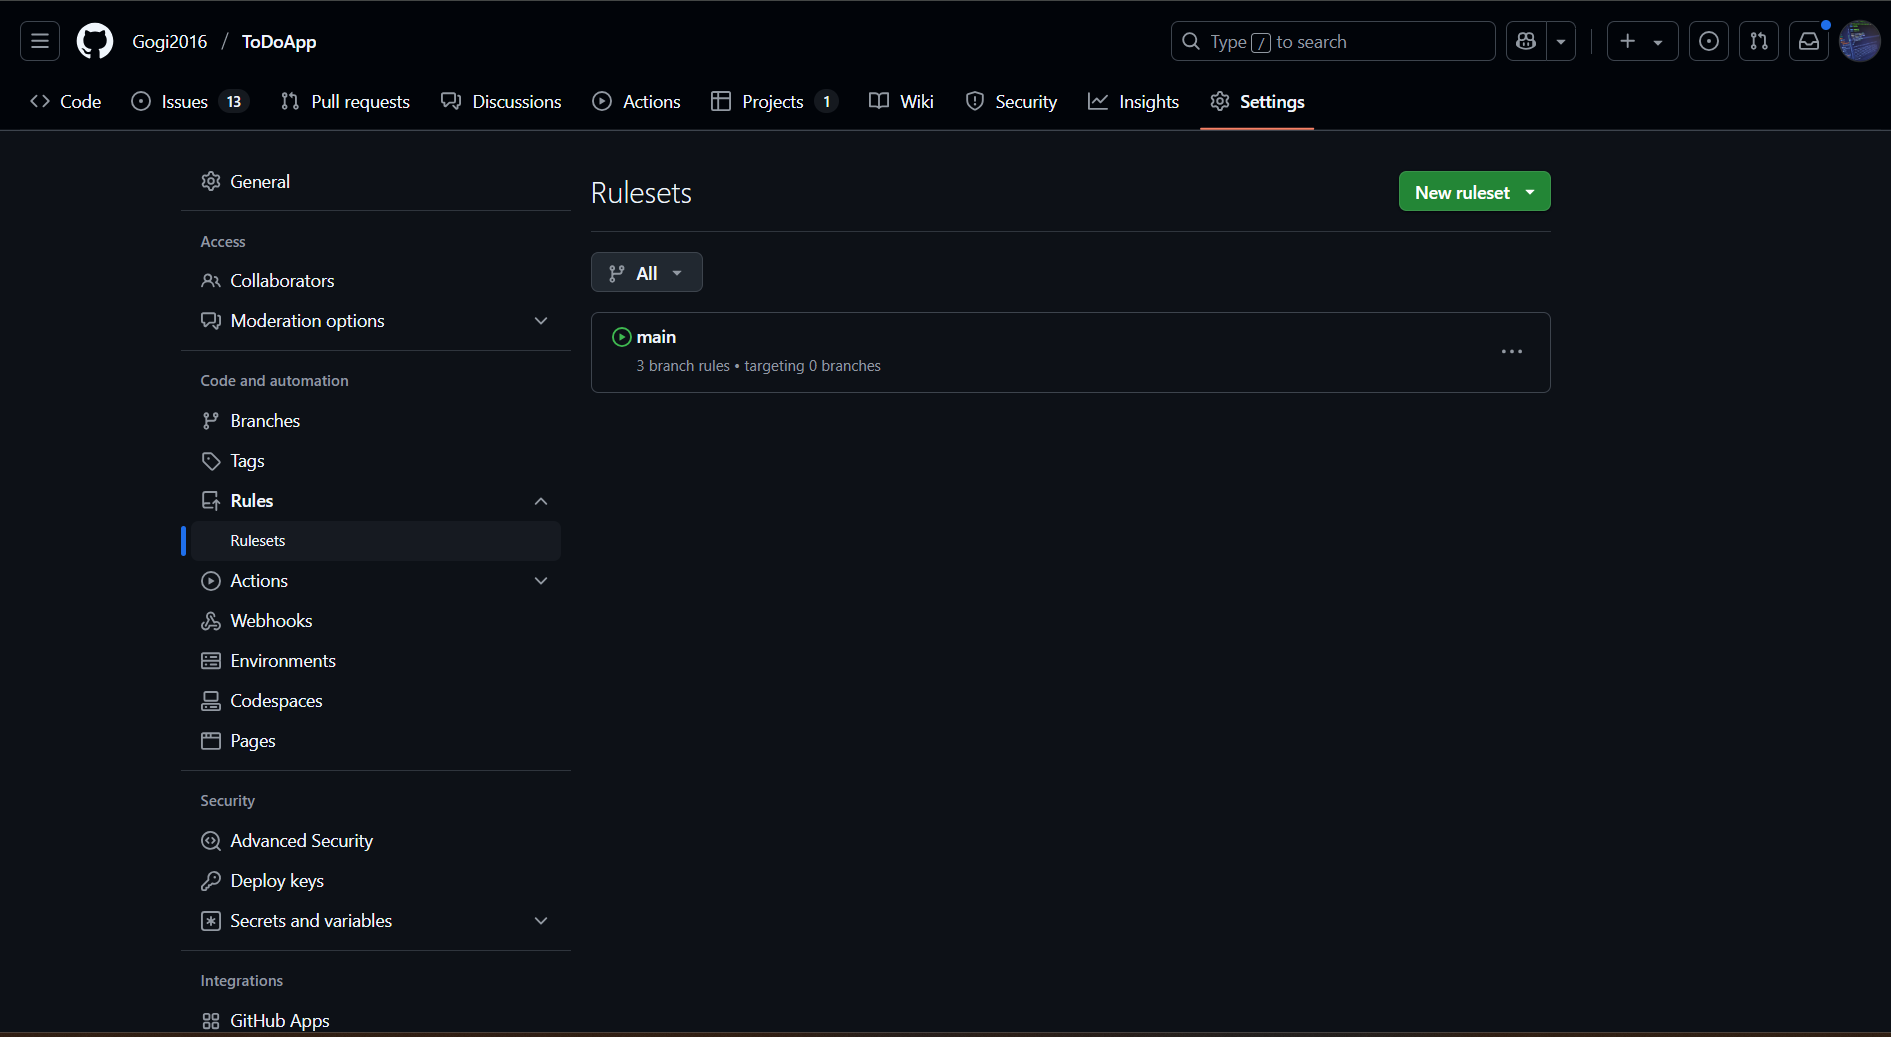 Gogi2016 / ToDoApp
Type / to search
Code
Issues 13
Pull requests
Discussions
Actions
Projects 1
Wiki
Security
Insights
Settings
General
Access
Collaborators
Moderation options
Code and automation
Branches
Tags
Rules
Rulesets
Actions
Webhooks
Environments
Codespaces
Pages
Security
Advanced Security
Deploy keys
Secrets and variables
Integrations
GitHub Apps
Rulesets
New ruleset
All
main
3 branch rules • targeting 0 branches